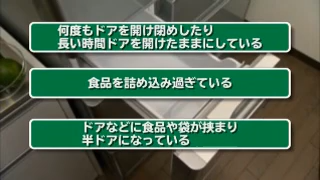 何度もドアを開け閉めしたり
長い時間ドアを開けたままにしている
食品を詰め込み過ぎている
ドアなどに食品や袋が挟まり
半ドアになっている